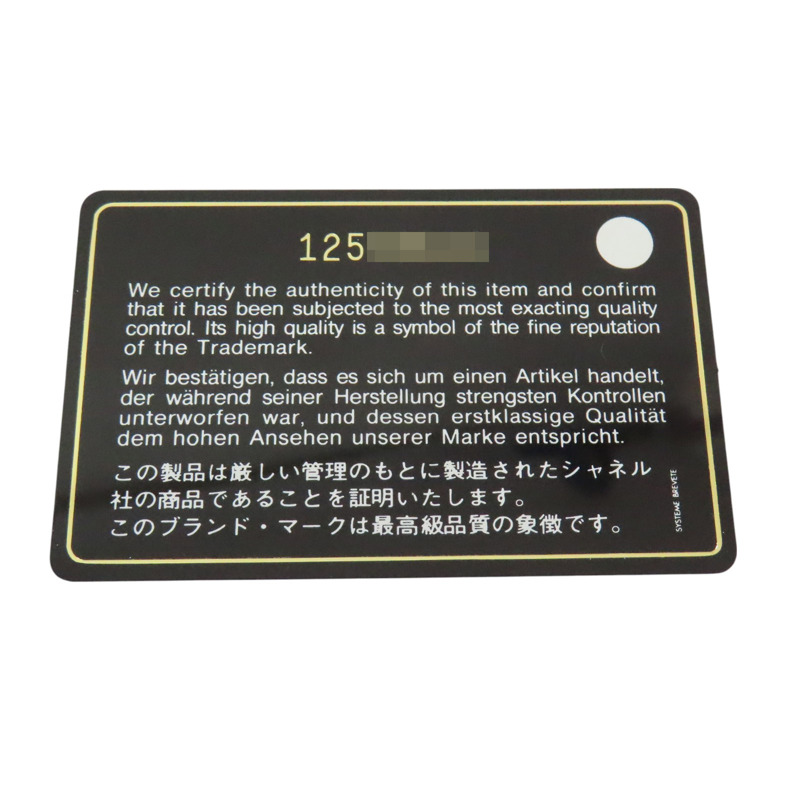 125
We certify the authenticity of this item and confirm
that it has been subjected to the most exacting quality
control. Its high quality is a symbol of the fine reputation
of the Trademark.
Wir bestätigen, dass es sich um einen Artikel handelt,
der während seiner Herstellung strengsten Kontrollen
unterworfen war, und dessen erstklassige Qualität
dem hohen Ansehen unserer Marke entspricht.
この製品は厳しい管理のもとに製造されたシャネル
社の商品であることを証明いたします。
このブランド・マークは最高級品質の象徴です。
SYSTEME BREVETE